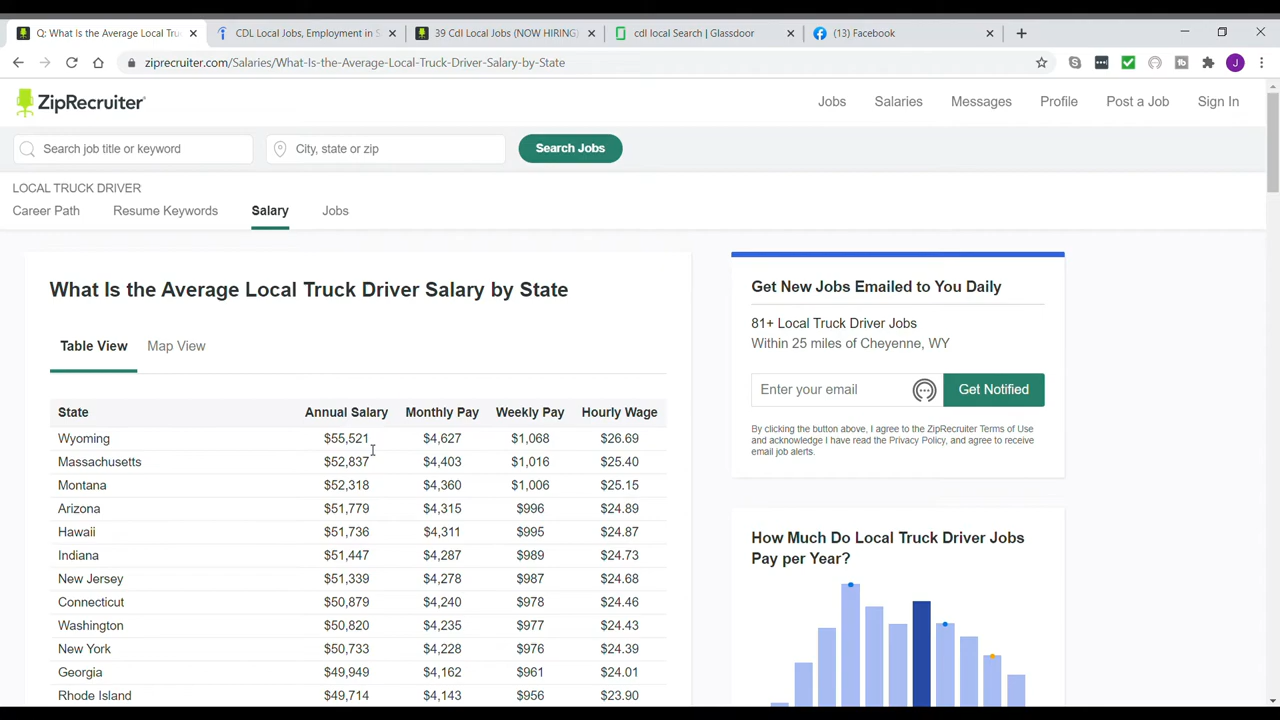 Q: What Is the Average Local Tru
CDL Local Jobs, Employment in S
39 Cdl Local Jobs (NOW HIRING)
cdl local Search | Glassdoor
(13) Facebook
ziprecruiter.com/Salaries/What-Is-the-Average-Local-Truck-Driver-Salary-by-State
J
ZipRecruiter
Jobs Salaries Messages Profile Post a Job Sign In
Search job title or keyword
City, state or zip
Search Jobs
LOCAL TRUCK DRIVER
Career Path Resume Keywords Salary Jobs
What Is the Average Local Truck Driver Salary by State
Table View Map View
State Annual Salary Monthly Pay Weekly Pay Hourly Wage
Wyoming $55,521 $4,627 $1,068 $26.69
Massachusetts $52,837 $4,403 $1,016 $25.40
Montana $52,318 $4,360 $1,006 $25.15
Arizona $51,779 $4,315 $996 $24.89
Hawaii $51,736 $4,311 $995 $24.87
Indiana $51,447 $4,287 $989 $24.73
New Jersey $51,339 $4,278 $987 $24.68
Connecticut $50,879 $4,240 $978 $24.46
Washington $50,820 $4,235 $977 $24.43
New York $50,733 $4,228 $976 $24.39
Georgia $49,949 $4,162 $961 $24.01
Rhode Island $49,714 $4,143 $956 $23.90
Get New Jobs Emailed to You Daily
81+ Local Truck Driver Jobs
Within 25 miles of Cheyenne, WY
Enter your email
Get Notified
By clicking the button above, I agree to the ZipRecruiter Terms of Use
and acknowledge I have read the Privacy Policy, and agree to receive
email job alerts.
How Much Do Local Truck Driver Jobs
Pay per Year?